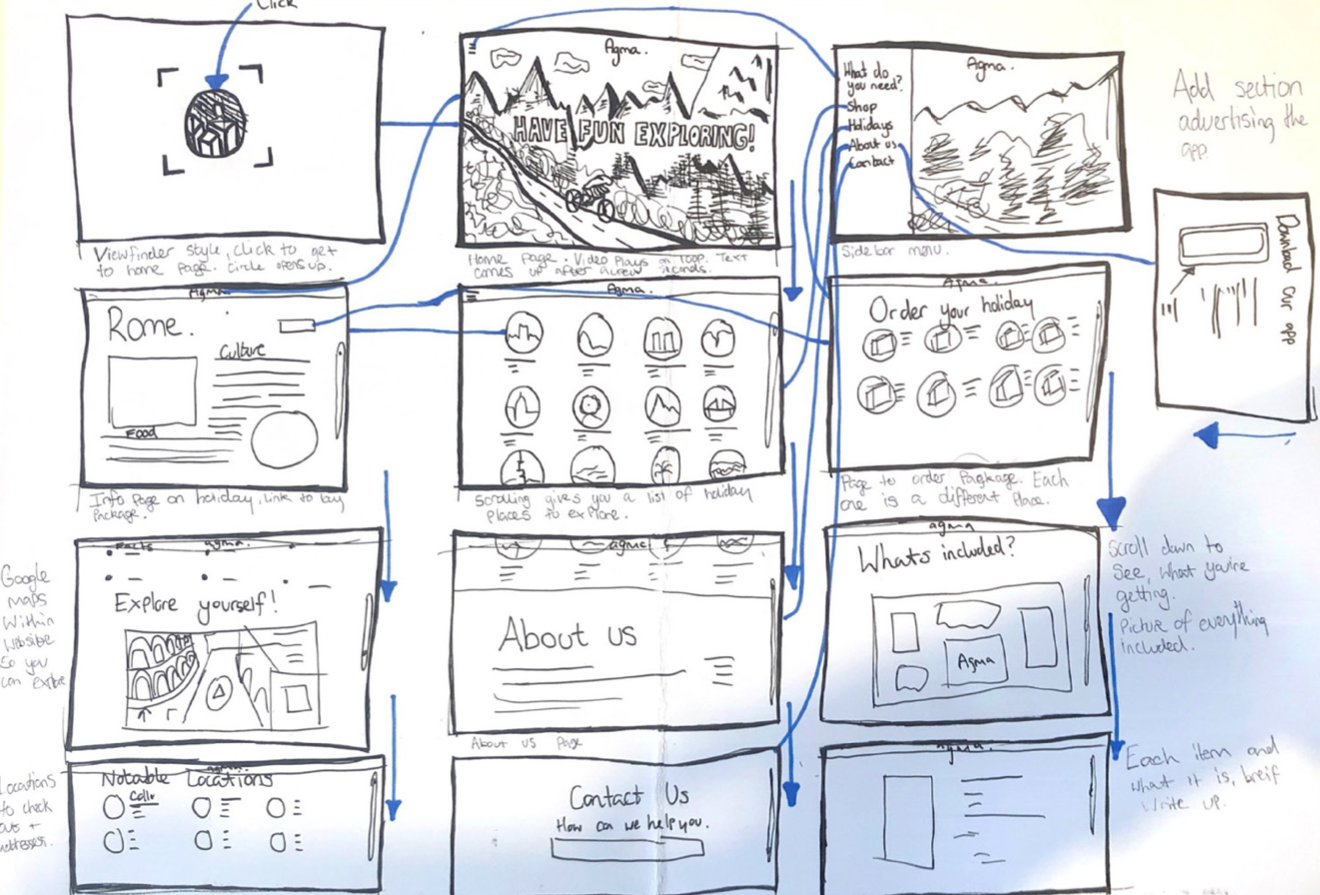 Click
Viewfinder style, click to get
to home page. Circle opens up.
Agma.
HAVE FUN EXPLORING!
Home Page. Video Plays on loop. Text
comes up after a few seconds.
What do
you need?
Shop
Holidays
About us
Contact
Agma.
Sidebar menu.
Add section
advertising the
app.
Download our app
Agma
Rome.
Culture
Food
Info Page on holiday, link to buy
Package.
Agma.
Scrolling gives you a list of holiday
places to explore.
Agma.
Order your holiday
Page to order Pagkage. Each
one is a different Place.
Google
maps
Within
website
So you
can
Facts
agma.
Explore yourself!
agma
About us
About us Page
agma
Whats included?
Agma
Scroll down to
See, what you're
getting.
Picture of everything
included.
Locations
to check
out +
addresses.
agma.
Notable Locations
Contact Us
How can we help you.
agma.
Each item and
what it is, breif
Write up.